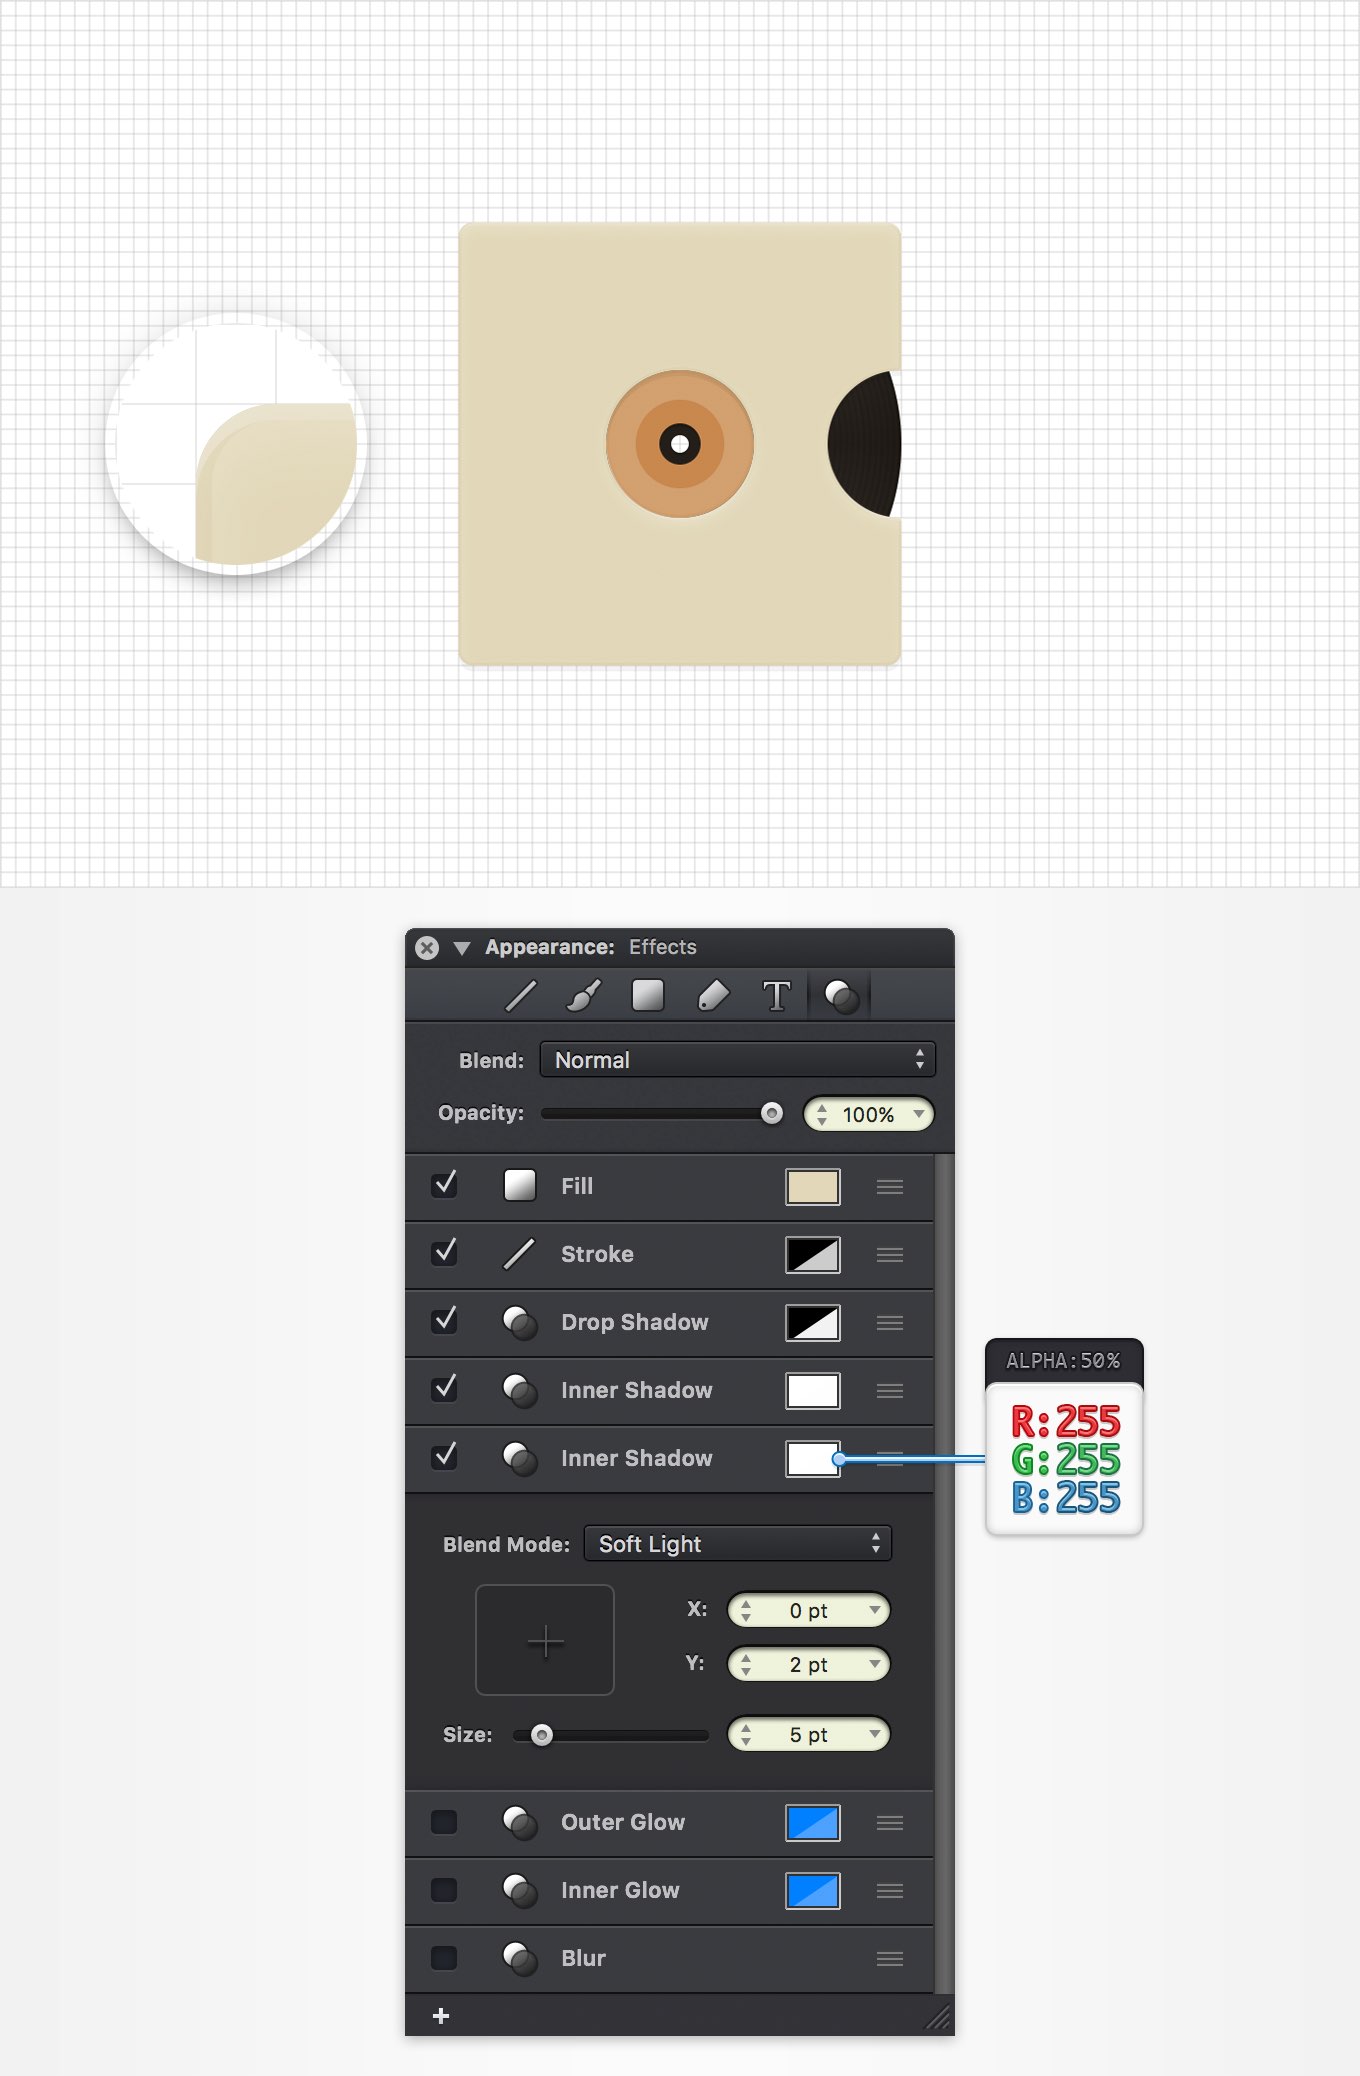 Appearance: Effects
T
Blend: Normal
Opacity: 100%
Fill
Stroke
Drop Shadow
Inner Shadow
Inner Shadow
ALPHA:50%
R:255
G:255
B:255
Blend Mode: Soft Light
X: 0 pt
Y: 2 pt
Size: 5 pt
Outer Glow
Inner Glow
Blur